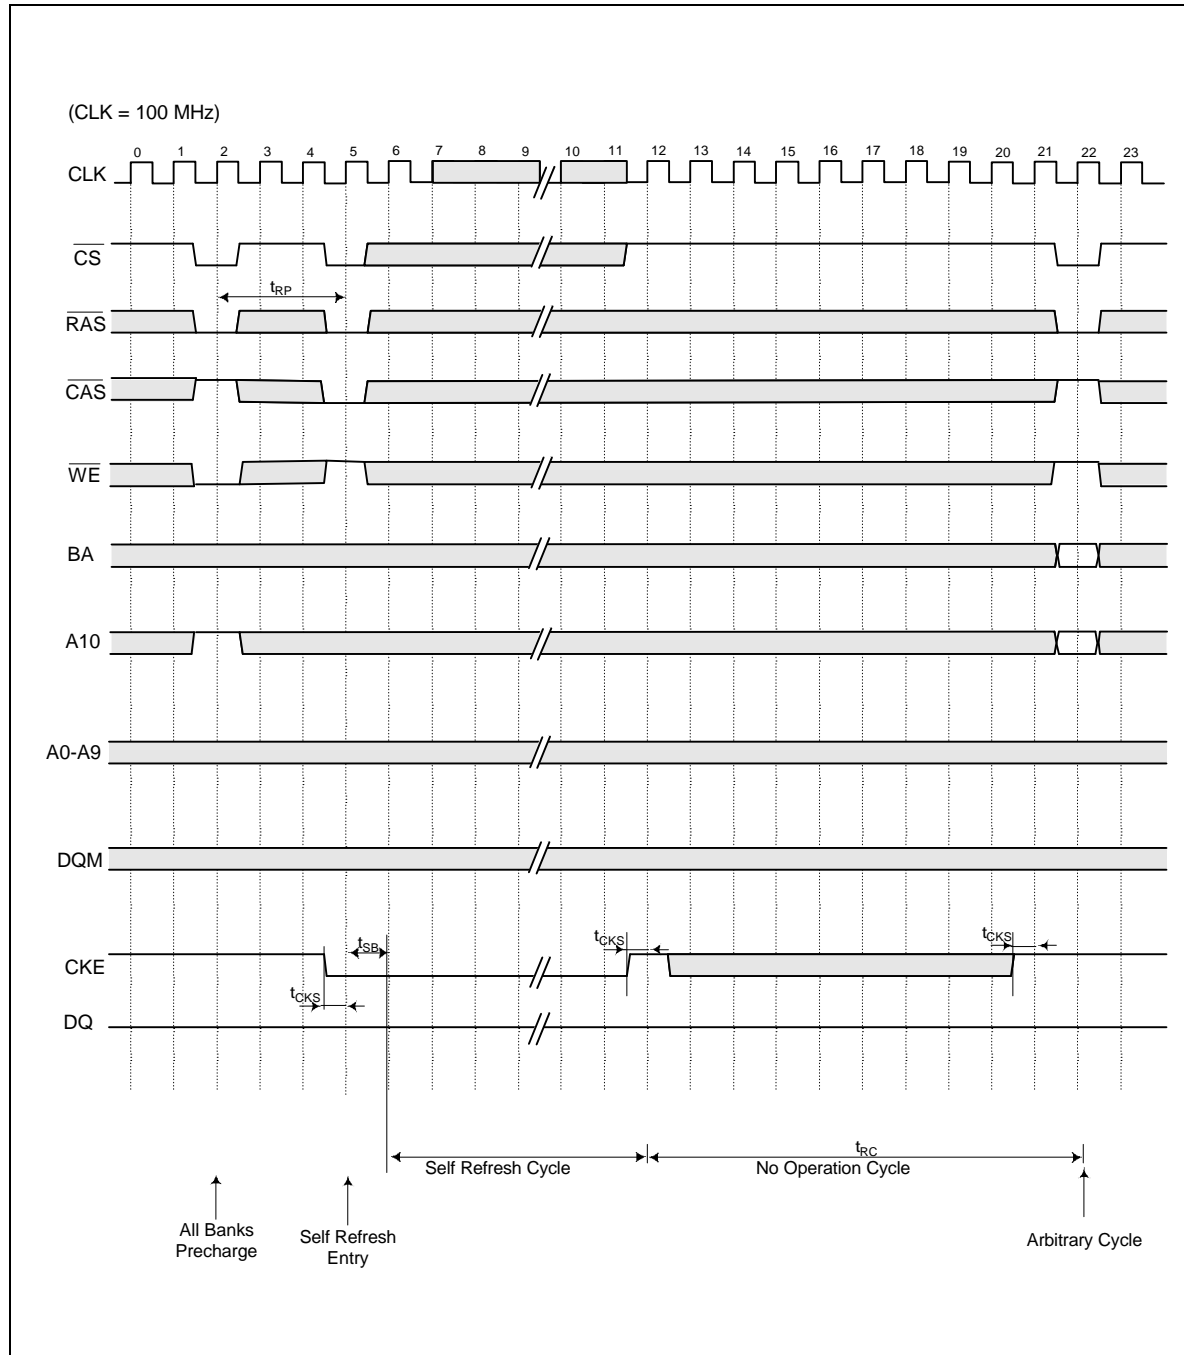 (CLK = 100 MHz)
0 1 2 3 4 5 6 7 8 9 10 11 12 13 14 15 16 17 18 19 20 21 22 23
CLK
CS
tRP
RAS
CAS
WE
BA
A10
A0-A9
DQM
tSB tCKS tCKS
CKE
tCKS
DQ
tRC
Self Refresh Cycle No Operation Cycle
All Banks
Precharge
Self Refresh
Entry
Arbitrary Cycle